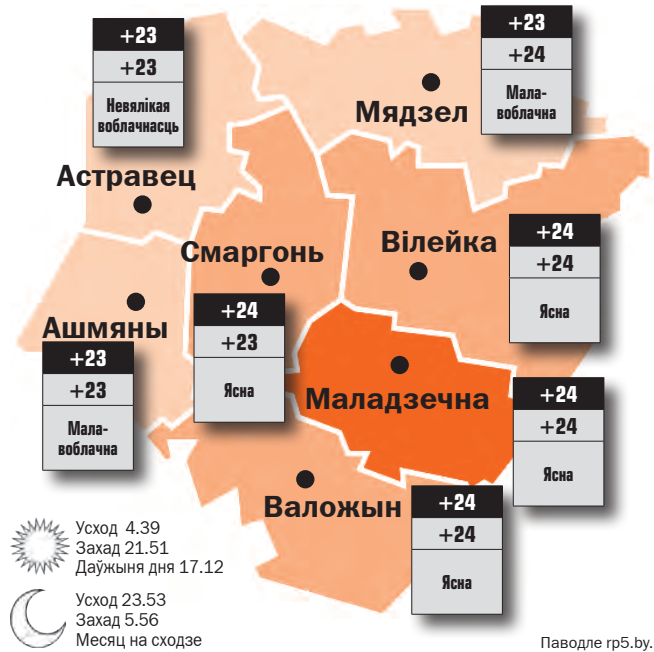 +23
+23
Невялікая
воблачнасць
Астравец
+23
+24
Мала-
воблачна
Мядзел
Смаргонь
+24
+23
Ясна
Вілейка
+24
+24
Ясна
Ашмяны
+23
+23
Мала-
воблачна
Маладзечна
+24
+24
Ясна
Валожын
+24
+24
Ясна
Усход 4.39
Захад 21.51
Даўжыня дня 17.12
Усход 23.53
Захад 5.56
Месяц на сходзе
Паводле rp5.by.